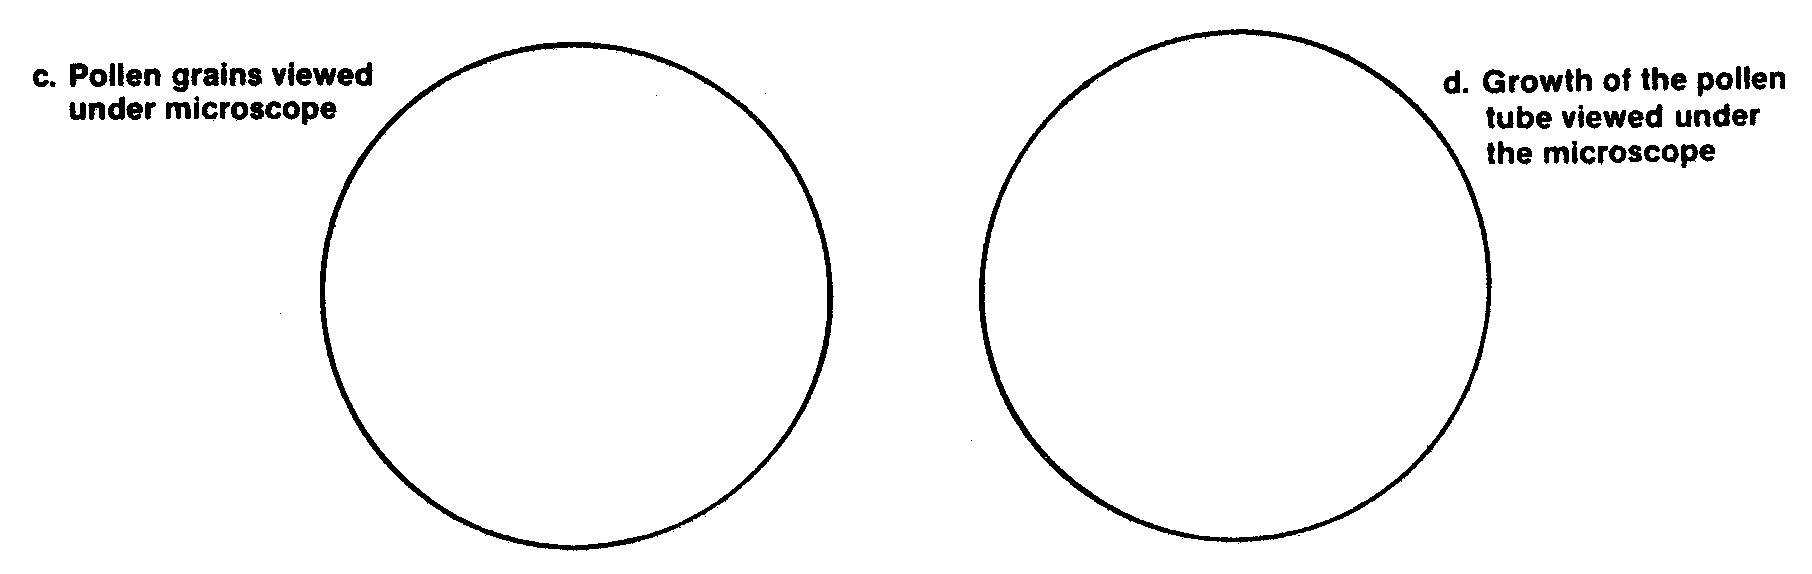 c. Pollen grains viewed
under microscope
d. Growth of the pollen
tube viewed under
the microscope